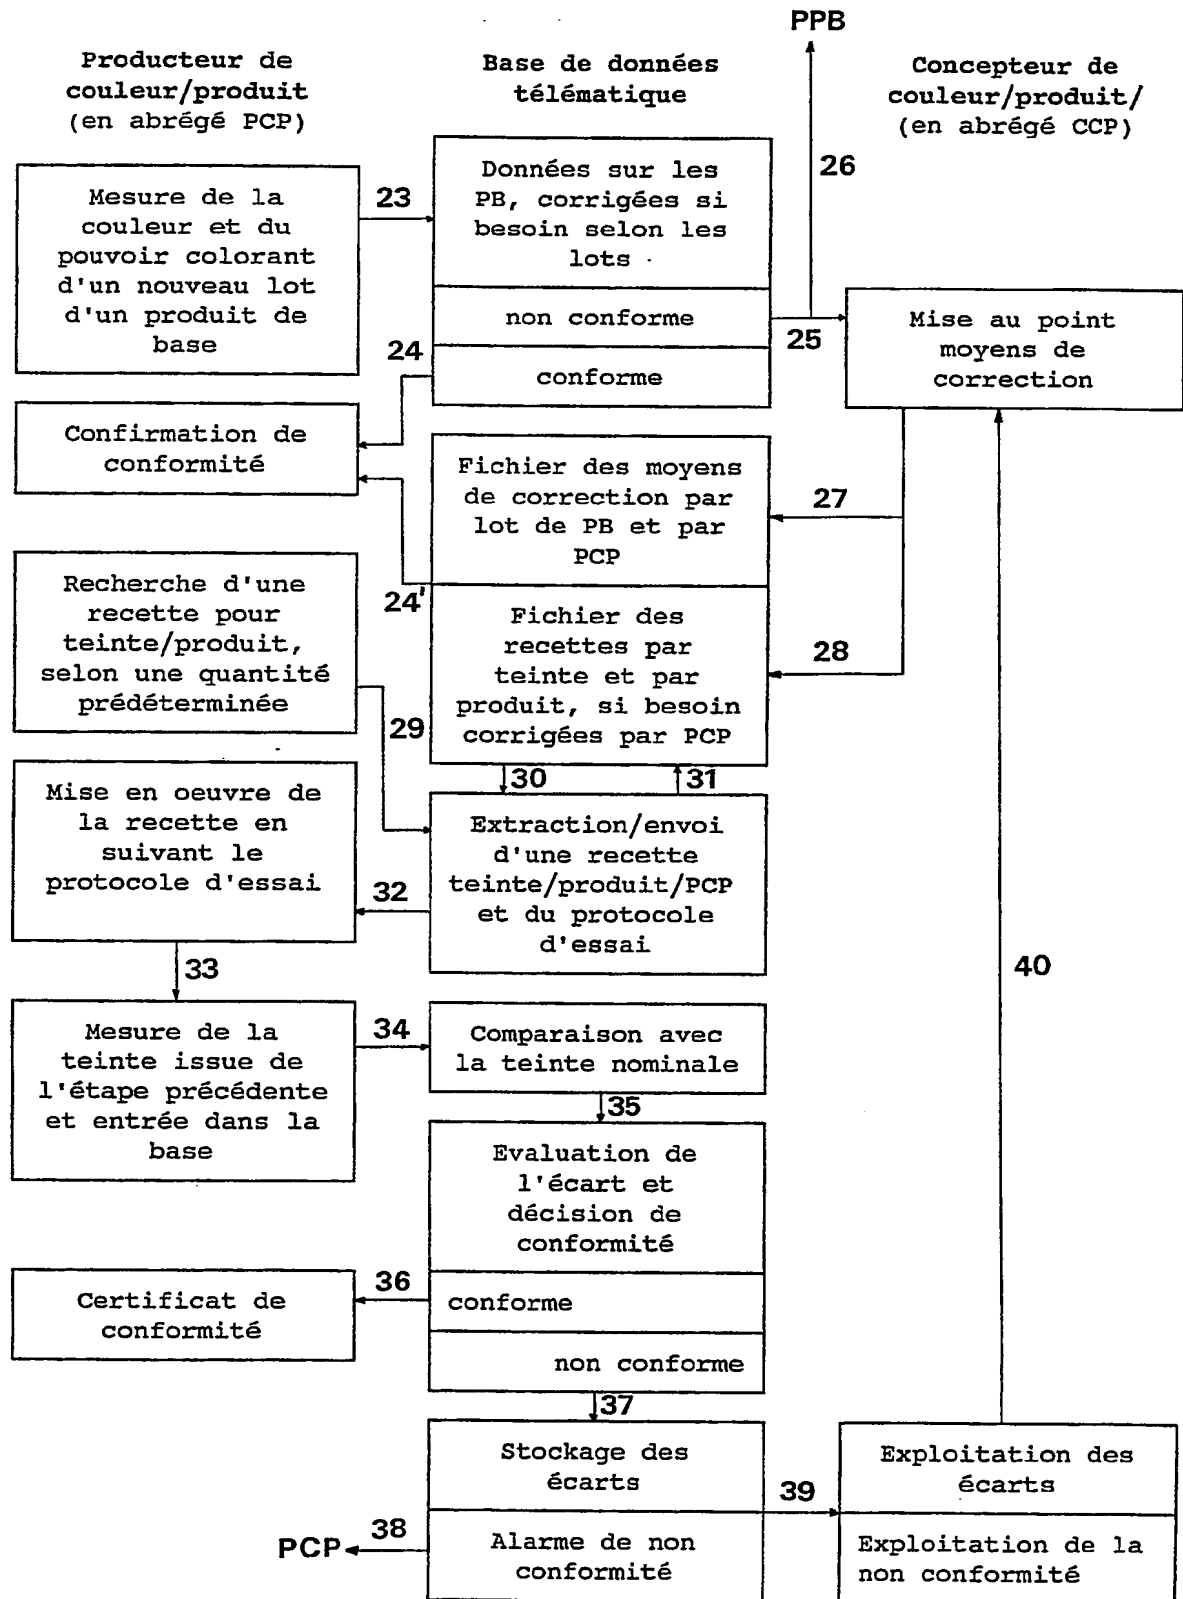 PPB
Producteur de
couleur/produit
(en abrégé PCP)
Base de données
télématique
Concepteur de
couleur/produit/
(en abrégé CCP)
26
Mesure de la
couleur et du
pouvoir colorant
d'un nouveau lot
d'un produit de
base
23
Données sur les
PB, corrigées si
besoin selon les
lots
non conforme
conforme
25
Mise au point
moyens de
correction
24
Confirmation de
conformité
Fichier des moyens
de correction par
lot de PB et par
PCP
27
24'
Recherche d'une
recette pour
teinte/produit,
selon une quantité
prédéterminée
Fichier des
recettes par
teinte et par
produit, si besoin
corrigées par PCP
28
29
30
31
Mise en oeuvre de
la recette en
suivant le
protocole d'essai
Extraction/envoi
d'une recette
teinte/produit/PCP
et du protocole
d'essai
32
33
40
Mesure de la
teinte issue de
l'étape précédente
et entrée dans la
base
34
Comparaison avec
la teinte nominale
35
Evaluation de
l'écart et
décision de
conformité
conforme
non conforme
36
Certificat de
conformité
37
Stockage des
écarts
Alarme de non
conformité
38
PCP
39
Exploitation des
écarts
Exploitation de la
non conformité